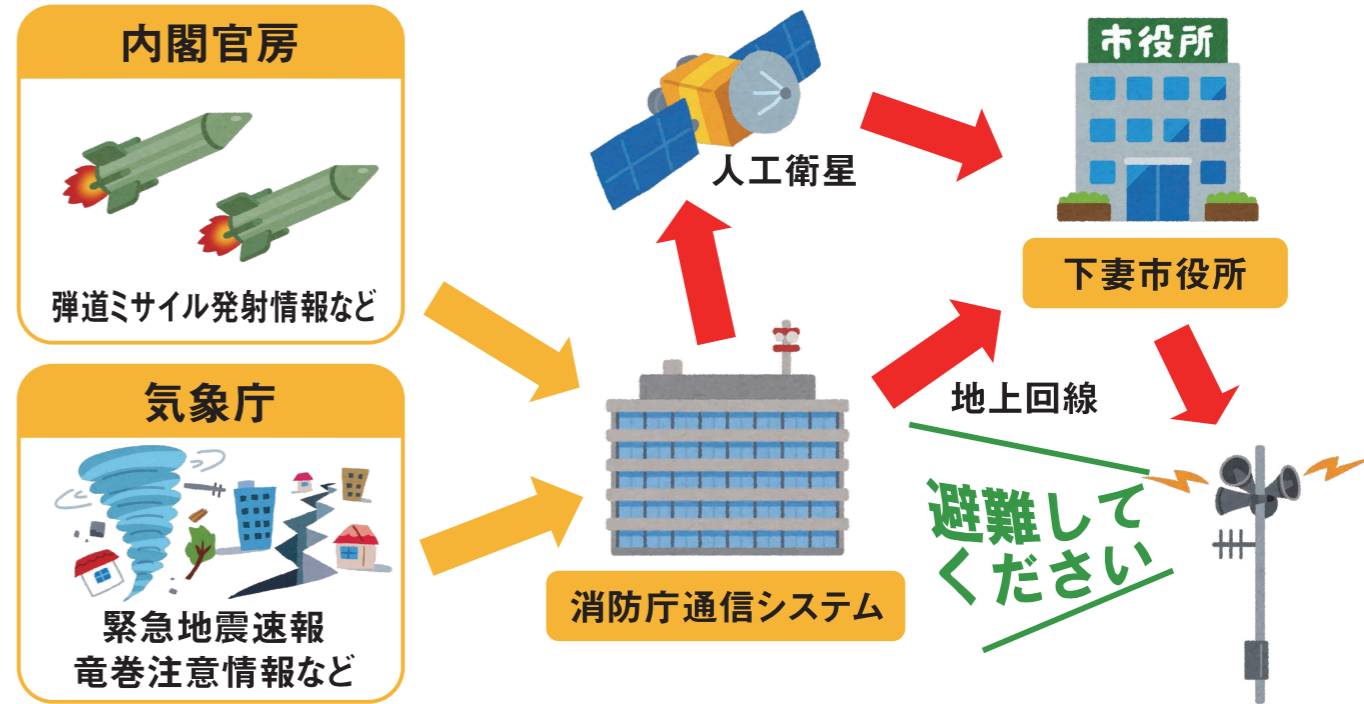 内閣官房
弾道ミサイル発射情報など
気象庁
緊急地震速報
竜巻注意情報など
人工衛星
市役所
下妻市役所
地上回線
消防庁通信システム
避難して
ください